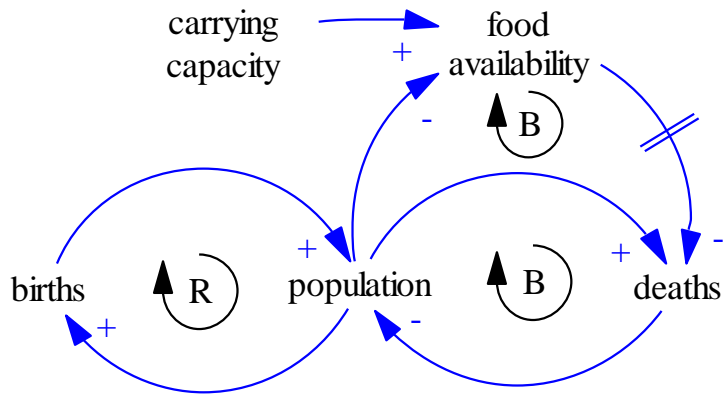 carrying
capacity
food
availability
+
-
B
births
+
R
+
population
B
-
+
-
deaths